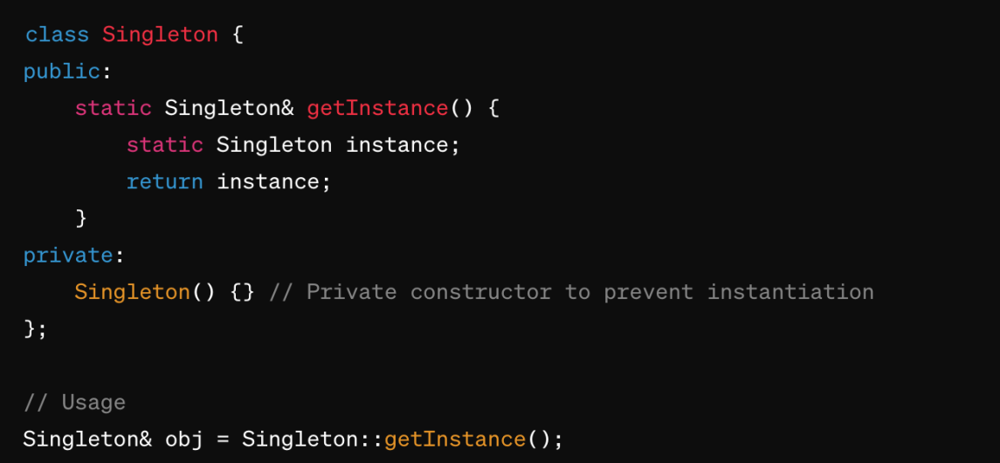 class Singleton {
public:
    static Singleton& getInstance() {
        static Singleton instance;
        return instance;
    }
private:
    Singleton() {} // Private constructor to prevent instantiation
};

// Usage
Singleton& obj = Singleton::getInstance();